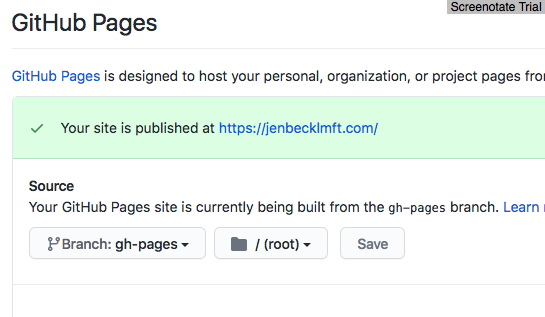 Screenotate Trial
GitHub Pages
GitHub Pages is designed to host your personal, organization, or project pages from
Your site is published at https://jenbecklmft.com/
Source
Your GitHub Pages site is currently being built from the gh-pages branch. Learn
Branch: gh-pages / (root) Save